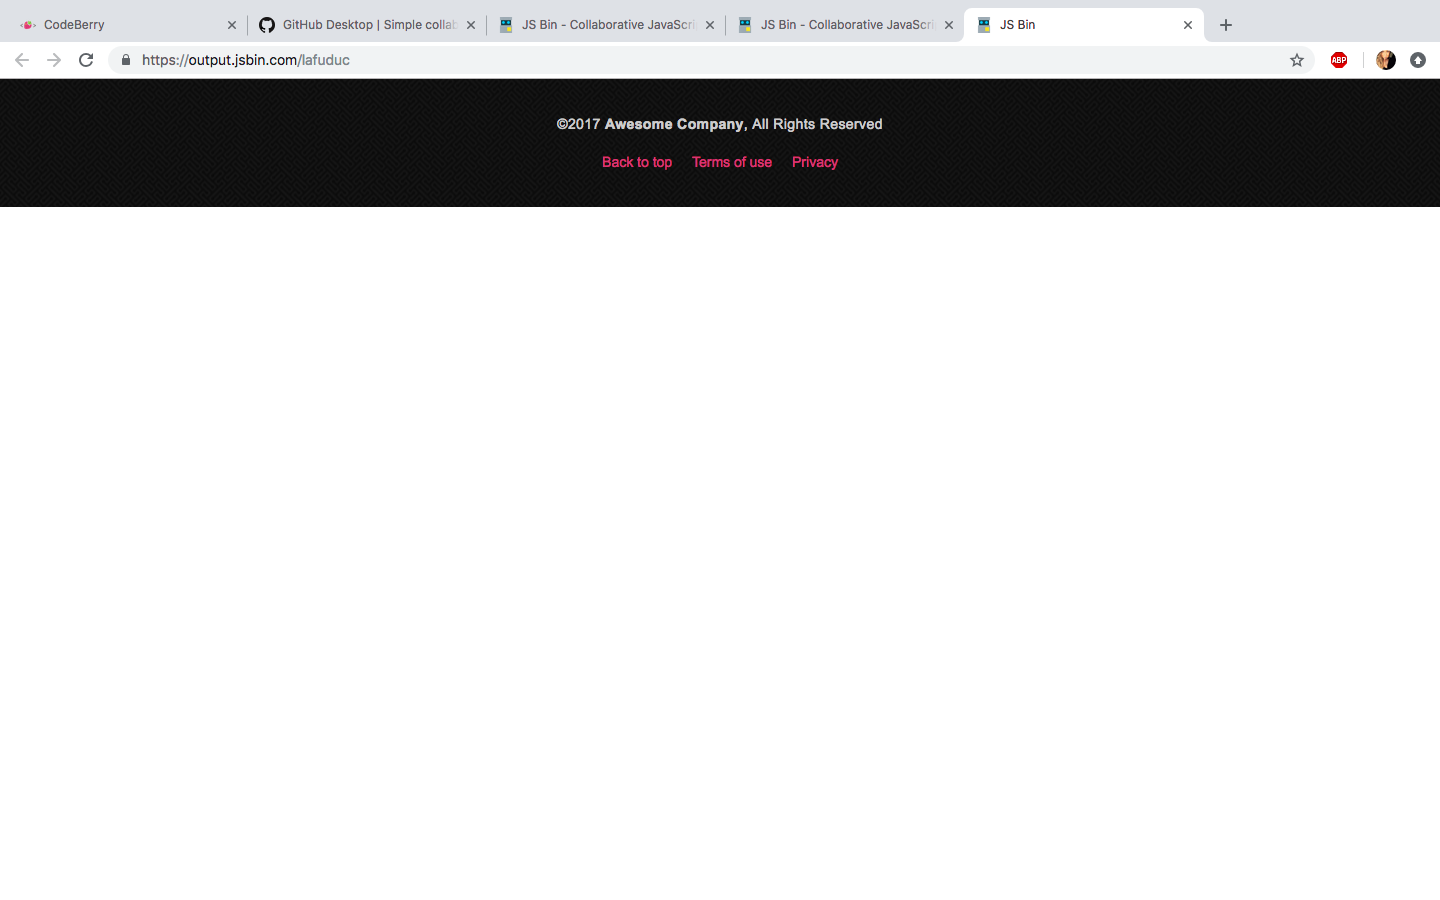 CodeBerry
GitHub Desktop | Simple collab
JS Bin - Collaborative JavaScri
JS Bin - Collaborative JavaScri
JS Bin
https://output.jsbin.com/lafuduc
ABP
©2017 Awesome Company, All Rights Reserved
Back to top Terms of use Privacy